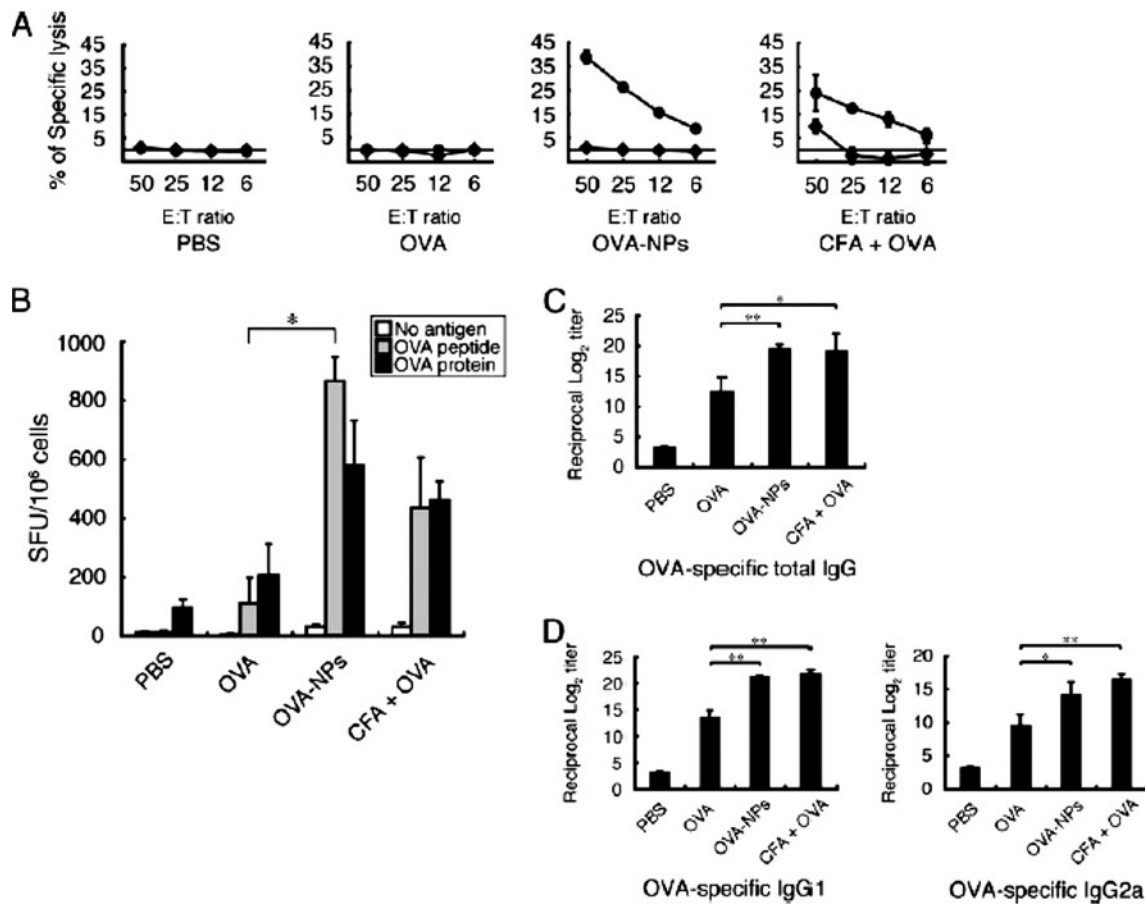 A
% of Specific lysis
45
35
25
15
5
50 25 12 6
E:T ratio
PBS
45
35
25
15
5
50 25 12 6
E:T ratio
OVA
45
35
25
15
5
50 25 12 6
E:T ratio
OVA-NPs
45
35
25
15
5
50 25 12 6
E:T ratio
CFA + OVA
B
SFU/10⁶ cells
1000
800
600
400
200
0
*
No antigen
OVA peptide
OVA protein
PBS
OVA
OVA-NPs
CFA + OVA
C
Reciprocal Log₂ titer
25
20
15
10
5
0
*
**
PBS
OVA
OVA-NPs
CFA + OVA
OVA-specific total IgG
D
Reciprocal Log₂ titer
25
20
15
10
5
0
**
**
PBS
OVA
OVA-NPs
CFA + OVA
OVA-specific IgG1
Reciprocal Log₂ titer
20
15
10
5
0
**
*
PBS
OVA
OVA-NPs
CFA + OVA
OVA-specific IgG2a